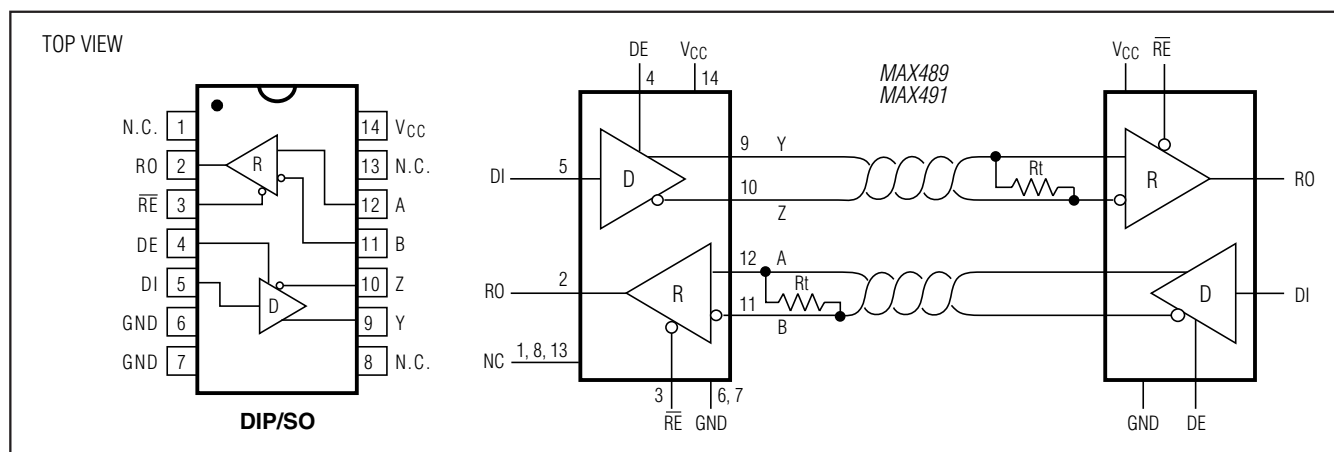 TOP VIEW
N.C. 1
RO 2
RE 3
DE 4
DI 5
GND 6
GND 7
14 VCC
13 N.C.
12 A
11 B
10 Z
9 Y
8 N.C.
R
D
DIP/SO
DE
4
VCC
14
MAX489
MAX491
DI
5
D
9 Y
10
Z
Rt
RO
2
R
12 A
11
B
Rt
NC
1, 8, 13
3
RE
6, 7
GND
VCC
RE
R
RO
D
DI
GND
DE